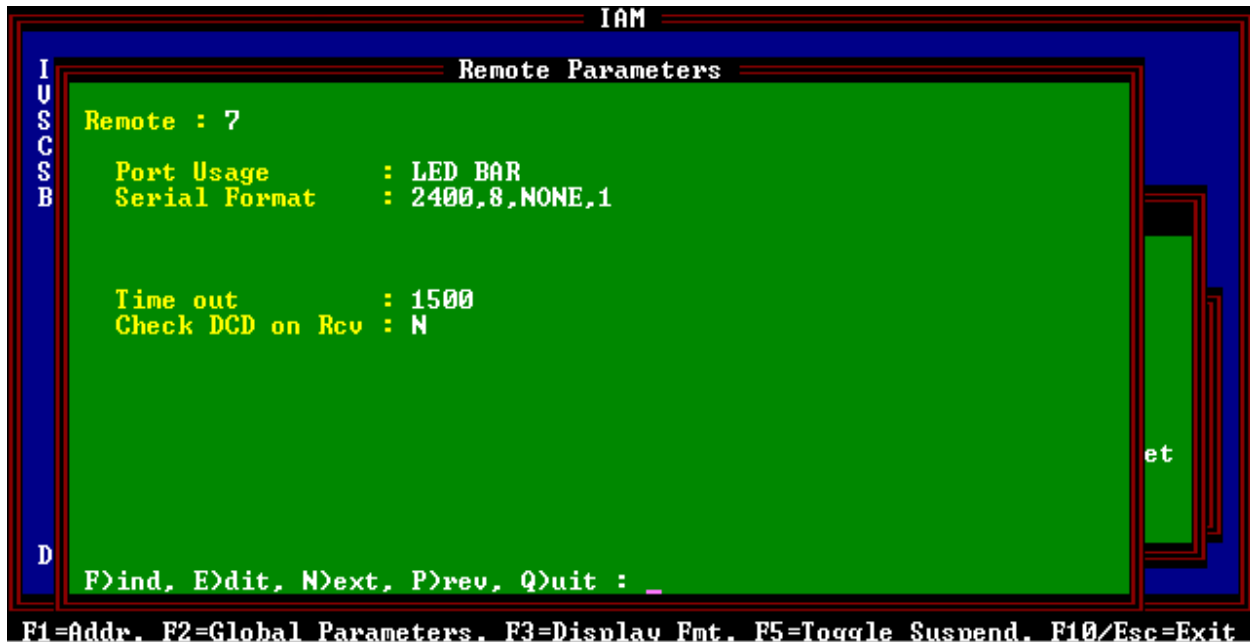 IAM
Remote Parameters
I
V
S
C
S
B
D
Remote : 7
Port Usage : LED BAR
Serial Format : 2400,8,NONE,1
Time out : 1500
Check DCD on Rcv : N
et
F)ind, E)dit, N)ext, P)rev, Q)uit : _
F1=Addr. F2=Global Parameters. F3=Display Fmt. F5=Toggle Suspend. F10/Esc=Exit